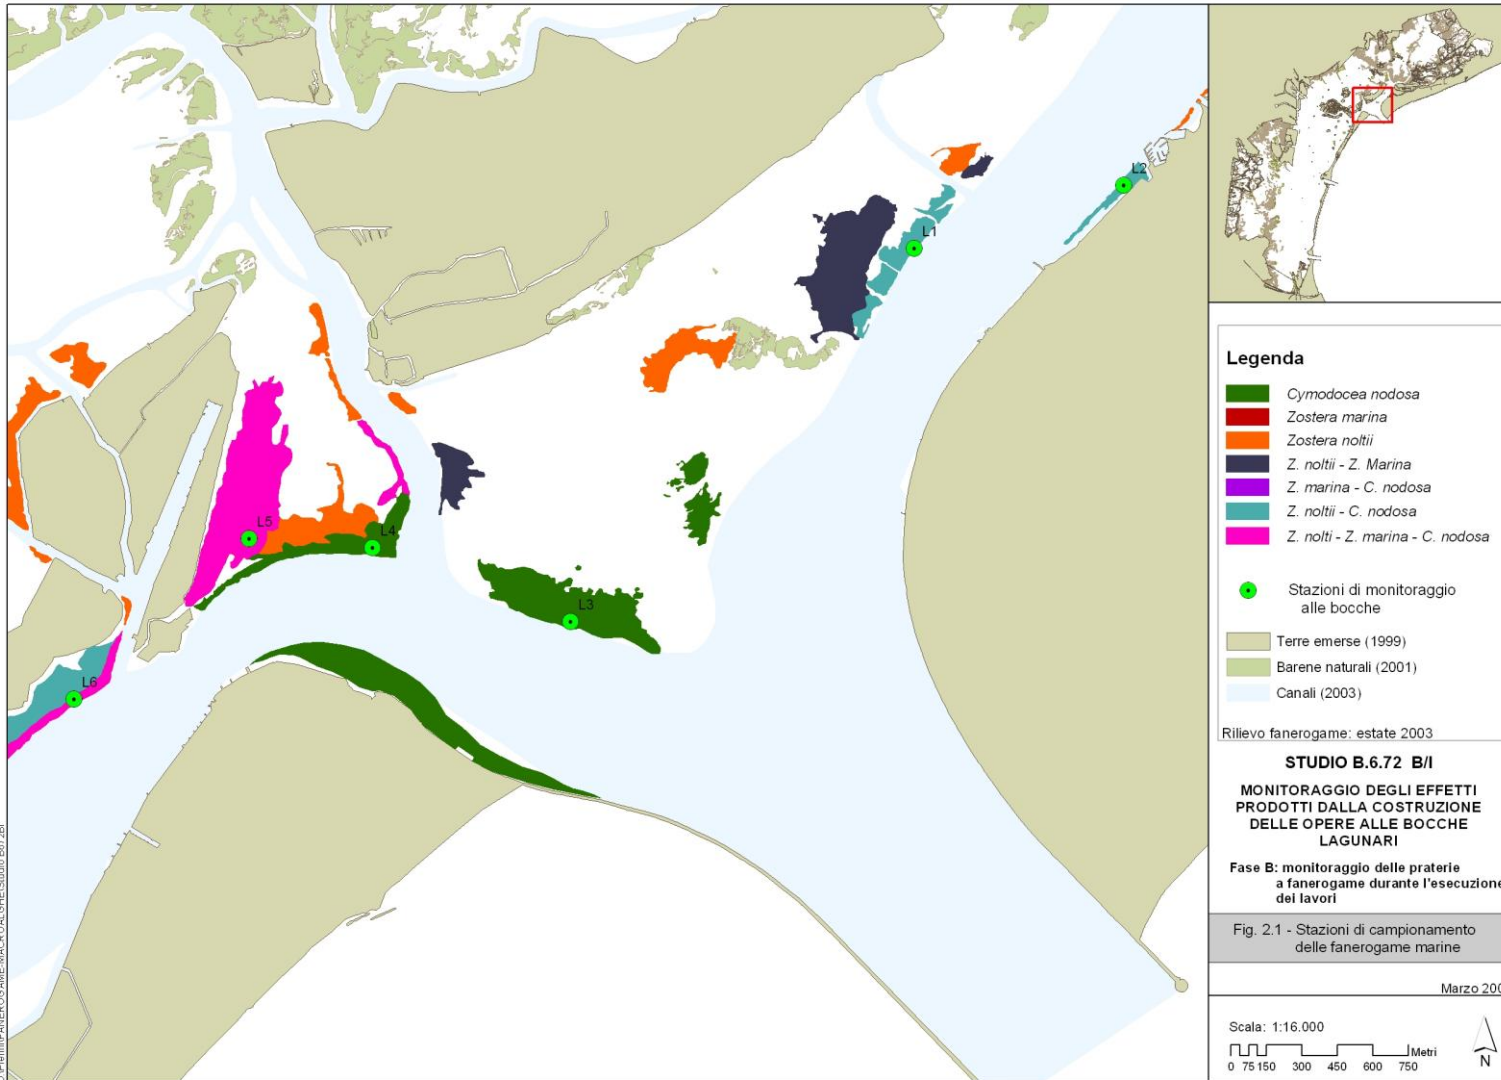 L2
L1
L5
L4
L3
L6
Legenda
Cymodocea nodosa
Zostera marina
Zostera noltii
Z. noltii - Z. Marina
Z. marina - C. nodosa
Z. noltii - C. nodosa
Z. nolti - Z. marina - C. nodosa
Stazioni di monitoraggio
alle bocche
Terre emerse (1999)
Barene naturali (2001)
Canali (2003)
Rilievo fanerogame: estate 2003
STUDIO B.6.72 B/I
MONITORAGGIO DEGLI EFFETTI
PRODOTTI DALLA COSTRUZIONE
DELLE OPERE ALLE BOCCHE
LAGUNARI
Fase B: monitoraggio delle praterie
a fanerogame durante l'esecuzione
dei lavori
Fig. 2.1 - Stazioni di campionamento
delle fanerogame marine
Marzo 200
Scala: 1:16.000
Metri
0 75 150 300 450 600 750
N